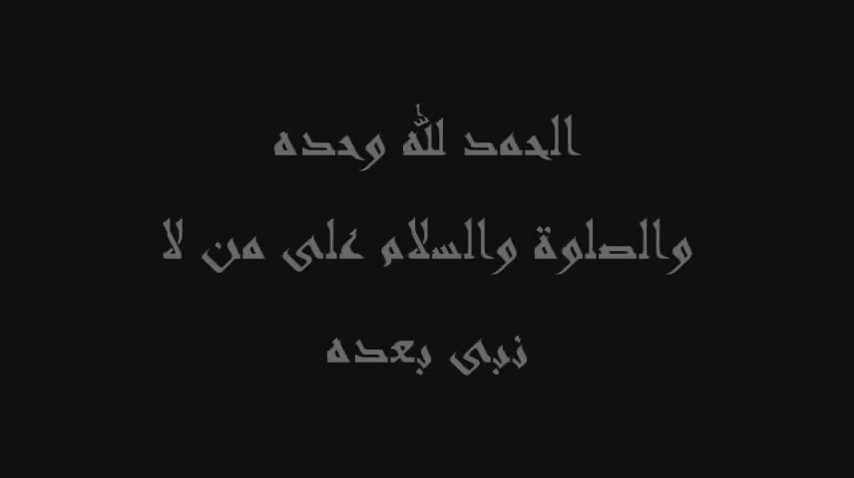 الحمد لله وحده
والصلوة والسلام على من لا
نبى بعده